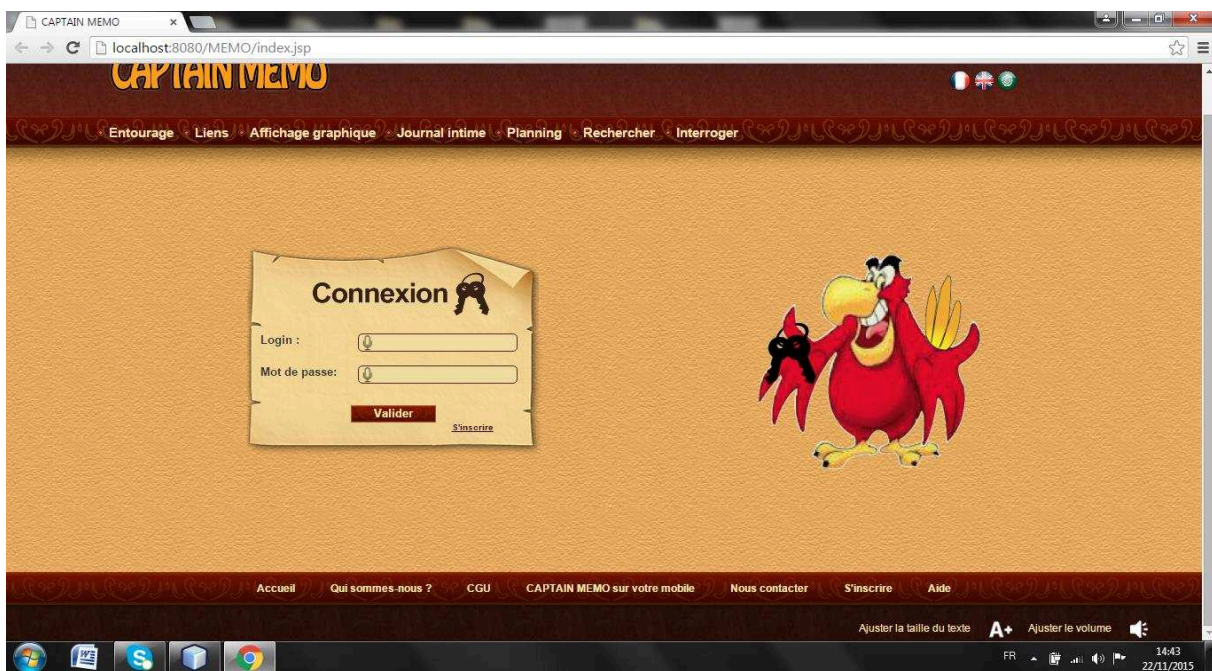 CAPTAIN MEMO
localhost:8080/MEMO/index.jsp
CAPTAIN MEMO
Entourage Liens Affichage graphique Journal intime Planning Rechercher Interroger
Connexion
Login :
Mot de passe:
Valider
S'inscrire
Accueil Qui sommes-nous ? CGU CAPTAIN MEMO sur votre mobile Nous contacter S'inscrire Aide
Ajuster la taille du texte A+ Ajuster le volume
FR 14:43
22/11/2015